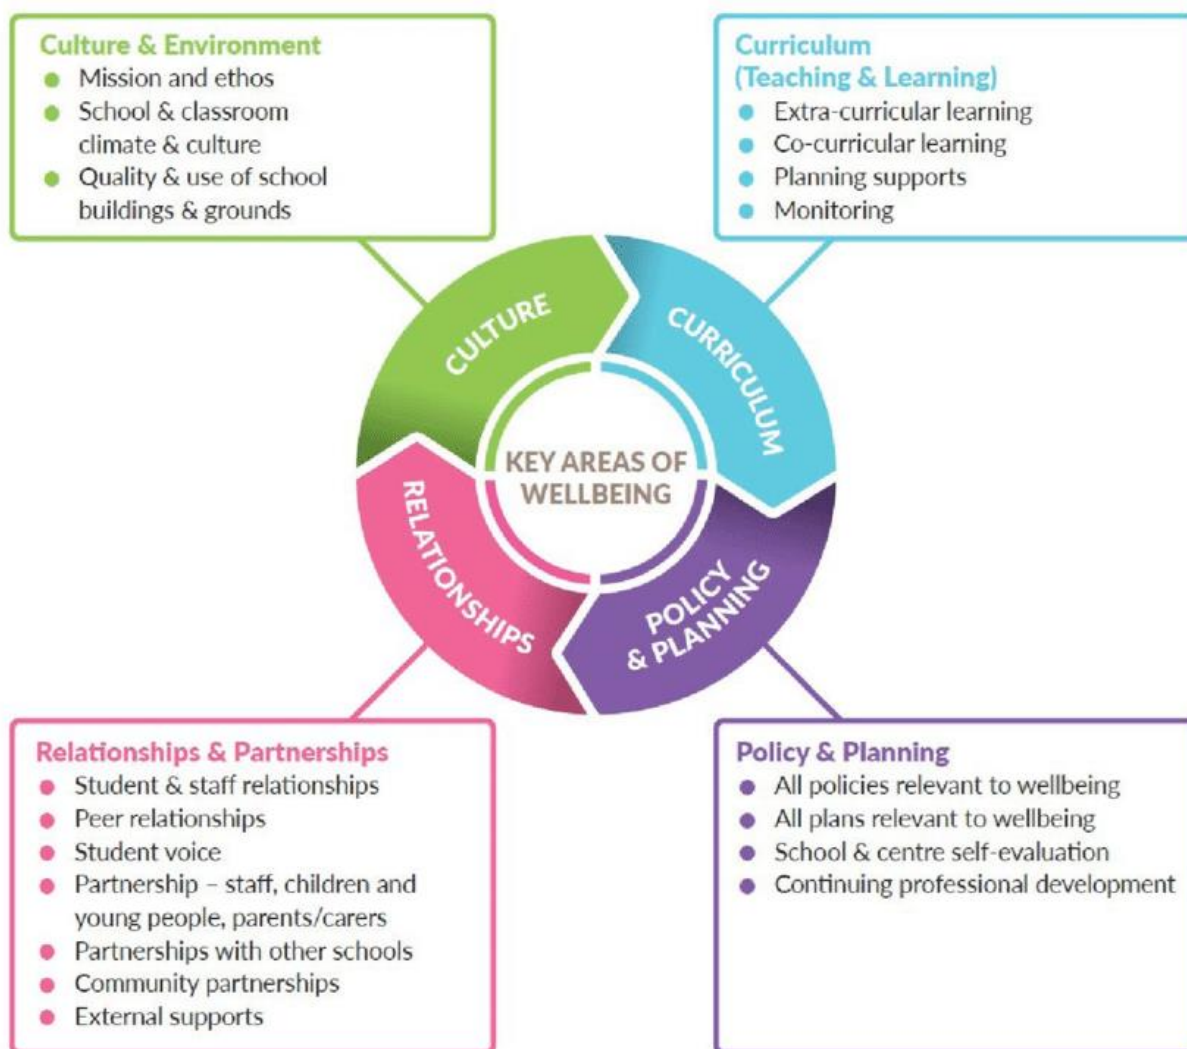 Culture & Environment
● Mission and ethos
● School & classroom
climate & culture
● Quality & use of school
buildings & grounds
Curriculum
(Teaching & Learning)
● Extra-curricular learning
● Co-curricular learning
● Planning supports
● Monitoring
CULTURE
CURRICULUM
KEY AREAS OF
WELLBEING
RELATIONSHIPS
POLICY
& PLANNING
Relationships & Partnerships
● Student & staff relationships
● Peer relationships
● Student voice
● Partnership – staff, children and
young people, parents/carers
● Partnerships with other schools
● Community partnerships
● External supports
Policy & Planning
● All policies relevant to wellbeing
● All plans relevant to wellbeing
● School & centre self-evaluation
● Continuing professional development